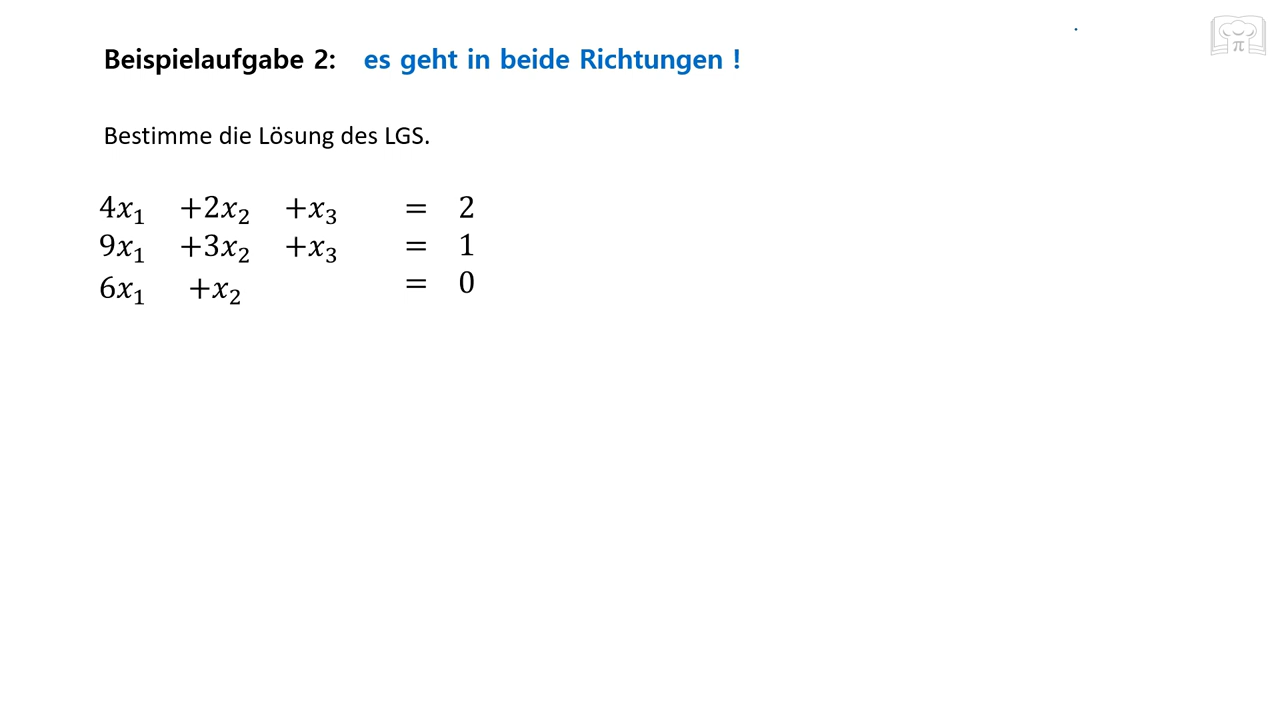 Beispielaufgabe 2: es geht in beide Richtungen !
Bestimme die Lösung des LGS.
4x₁ +2x₂ +x₃ = 2
9x₁ +3x₂ +x₃ = 1
6x₁ +x₂ = 0
π